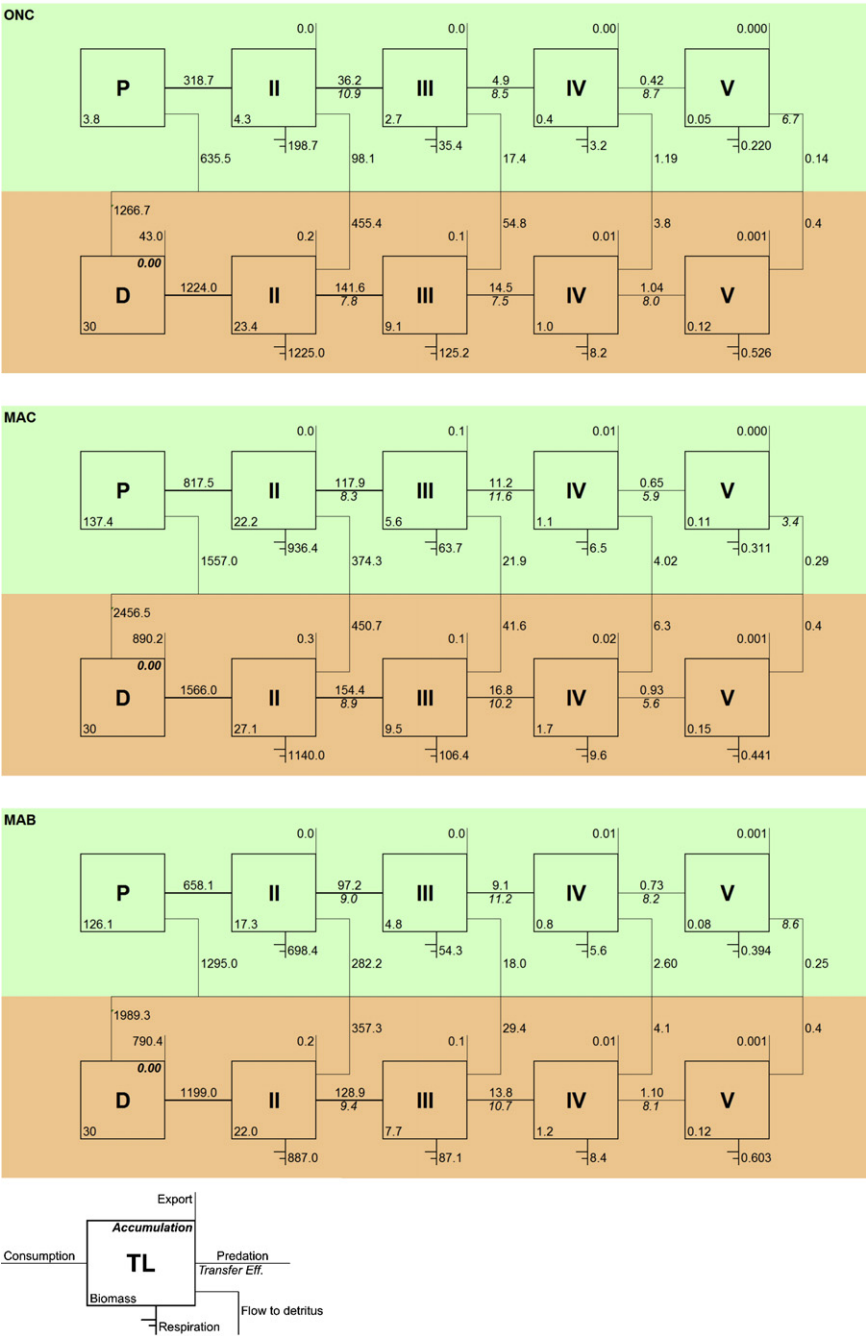 ONC
0.0 0.0 0.00 0.000
P 318.7 II 36.2 III 4.9 IV 0.42 V
10.9 8.5 8.7
3.8 4.3 2.7 0.4 0.05 6.7
198.7 35.4 3.2 0.220
635.5 98.1 17.4 1.19 0.14
1266.7 455.4 54.8 3.8 0.4
43.0 0.2 0.1 0.01 0.001
0.00
D 1224.0 II 141.6 III 14.5 IV 1.04 V
7.8 7.5 8.0
30 23.4 9.1 1.0 0.12
1225.0 125.2 8.2 0.526
MAC
0.0 0.1 0.01 0.000
P 817.5 II 117.9 III 11.2 IV 0.65 V
8.3 11.6 5.9
137.4 22.2 5.6 1.1 0.11 3.4
936.4 63.7 6.5 0.311
1557.0 374.3 21.9 4.02 0.29
2456.5 450.7 41.6 6.3 0.4
890.2 0.3 0.1 0.02 0.001
0.00
D 1566.0 II 154.4 III 16.8 IV 0.93 V
8.9 10.2 5.6
30 27.1 9.5 1.7 0.15
1140.0 106.4 9.6 0.441
MAB
0.0 0.0 0.01 0.001
P 658.1 II 97.2 III 9.1 IV 0.73 V
9.0 11.2 8.2
126.1 17.3 4.8 0.8 0.08 8.6
698.4 54.3 5.6 0.394
1295.0 282.2 18.0 2.60 0.25
1989.3 357.3 29.4 4.1 0.4
790.4 0.2 0.1 0.01 0.001
0.00
D 1199.0 II 128.9 III 13.8 IV 1.10 V
9.4 10.7 8.1
30 22.0 7.7 1.2 0.12
887.0 87.1 8.4 0.603
Export
Accumulation
Consumption TL Predation
Transfer Eff.
Biomass
Flow to detritus
Respiration